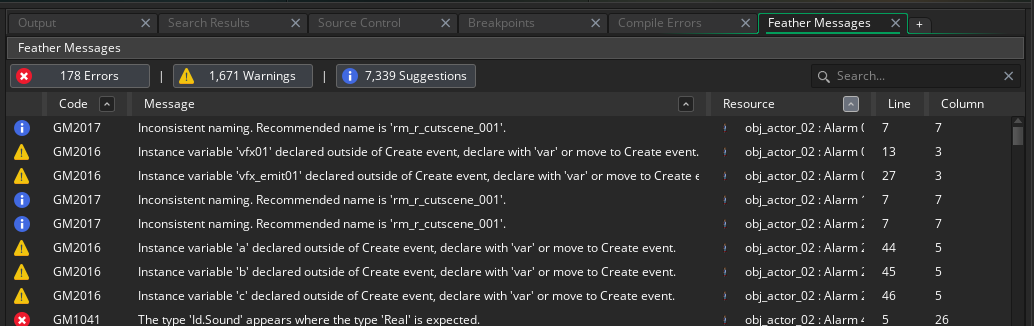 Output Search Results Source Control Breakpoints Compile Errors Feather Messages +
Feather Messages
178 Errors | 1,671 Warnings | 7,339 Suggestions Search...
Code Message Resource Line Column
GM2017 Inconsistent naming. Recommended name is 'rm_r_cutscene_001'. obj_actor_02 : Alarm 7 7
GM2016 Instance variable 'vfx01' declared outside of Create event, declare with 'var' or move to Create event. obj_actor_02 : Alarm 13 3
GM2016 Instance variable 'vfx_emit01' declared outside of Create event, declare with 'var' or move to Create e obj_actor_02 : Alarm 27 3
GM2017 Inconsistent naming. Recommended name is 'rm_r_cutscene_001'. obj_actor_02 : Alarm 7 7
GM2017 Inconsistent naming. Recommended name is 'rm_r_cutscene_001'. obj_actor_02 : Alarm 2 7 7
GM2016 Instance variable 'a' declared outside of Create event, declare with 'var' or move to Create event. obj_actor_02 : Alarm 2 44 5
GM2016 Instance variable 'b' declared outside of Create event, declare with 'var' or move to Create event. obj_actor_02 : Alarm 2 45 5
GM2016 Instance variable 'c' declared outside of Create event, declare with 'var' or move to Create event. obj_actor_02 : Alarm 2 46 5
GM1041 The type 'Id.Sound' appears where the type 'Real' is expected. obj_actor_02 : Alarm 5 26